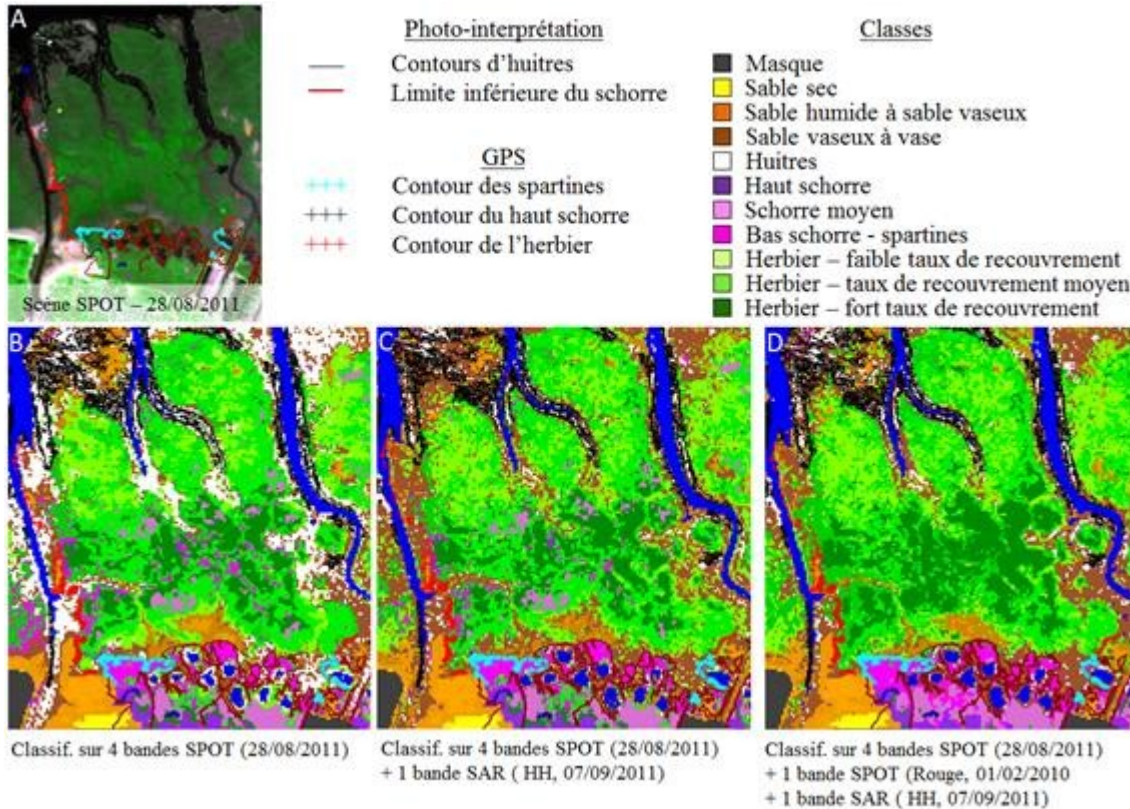 A
Scène SPOT – 28/08/2011
Photo-interprétation
Contours d'huitres
Limite inférieure du schorre
GPS
Contour des spartines
Contour du haut schorre
Contour de l'herbier
Classes
Masque
Sable sec
Sable humide à sable vaseux
Sable vaseux à vase
Huitres
Haut schorre
Schorre moyen
Bas schorre - spartines
Herbier – faible taux de recouvrement
Herbier – taux de recouvrement moyen
Herbier – fort taux de recouvrement
B
C
D
Classif. sur 4 bandes SPOT (28/08/2011)
Classif. sur 4 bandes SPOT (28/08/2011)
+ 1 bande SAR ( HH, 07/09/2011)
Classif. sur 4 bandes SPOT (28/08/2011)
+ 1 bande SPOT (Rouge, 01/02/2010
+ 1 bande SAR ( HH, 07/09/2011)